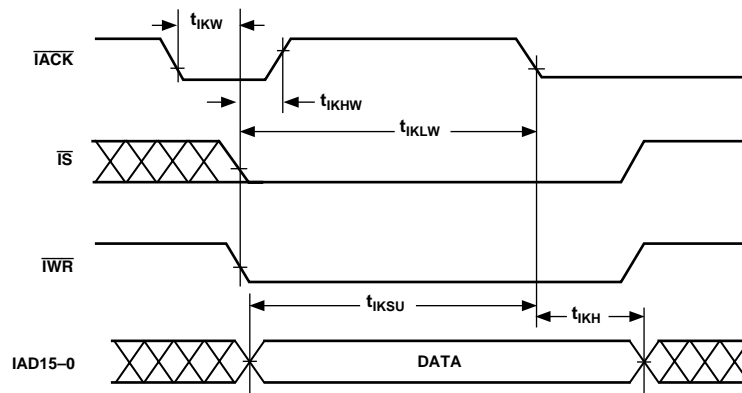 tIKW
IACK
tIKHW
tIKLW
IS
IWR
tIKSU
tIKH
IAD15–0
DATA